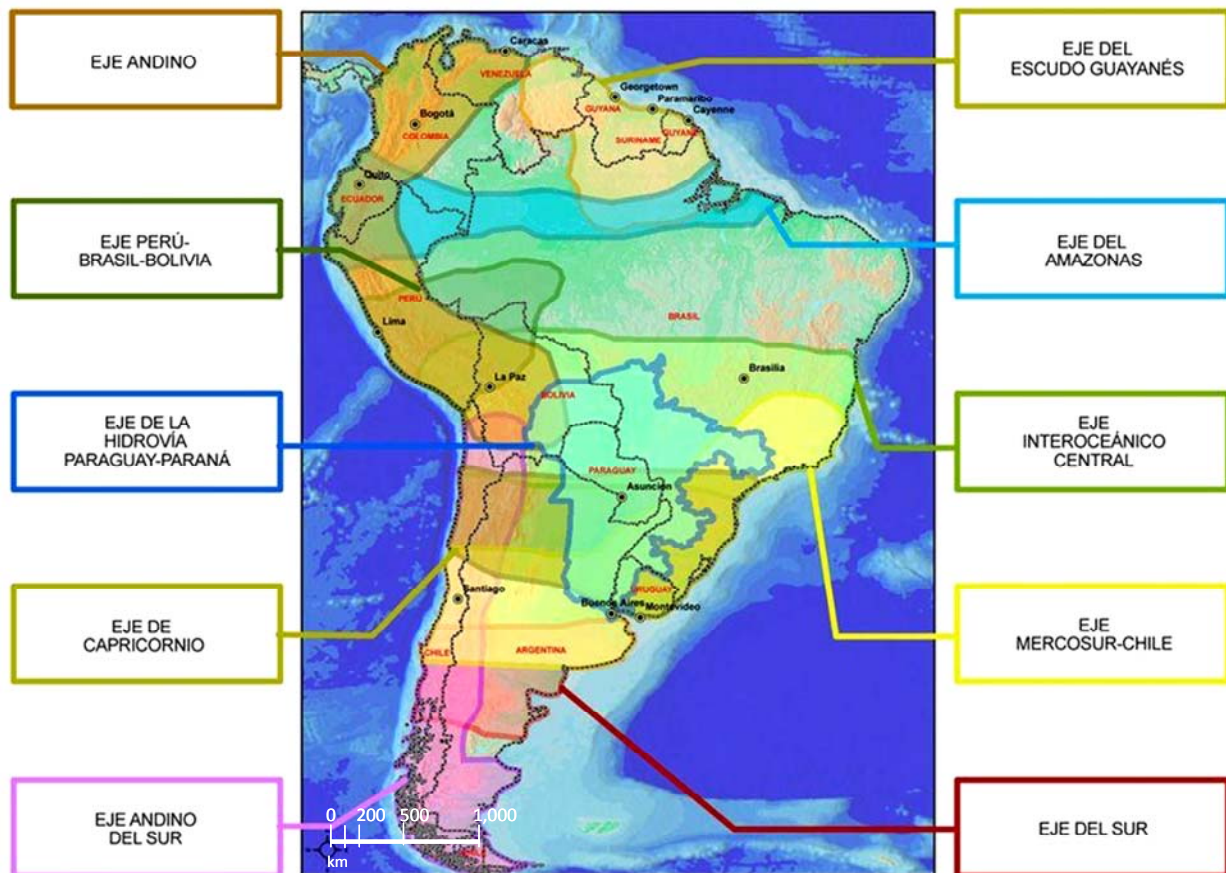 EJE ANDINO
EJE PERÚ-
BRASIL-BOLIVIA
EJE DE LA
HIDROVÍA
PARAGUAY-PARANÁ
EJE DE
CAPRICORNIO
EJE ANDINO
DEL SUR
Caracas
VENEZUELA
Georgetown
Paramaribo
GUYANA
Cayenne
Bogotá
COLOMBIA
SURINAME
GUYANE
Quito
ECUADOR
PERÚ
BRASIL
Lima
La Paz
Brasilia
BOLIVIA
PARAGUAY
Asunción
Santiago
URUGUAY
Buenos Aires
Montevideo
CHILE
ARGENTINA
0 200 500 1,000
km
EJE DEL
ESCUDO GUAYANÉS
EJE DEL
AMAZONAS
EJE
INTEROCEÁNICO
CENTRAL
EJE
MERCOSUR-CHILE
EJE DEL SUR